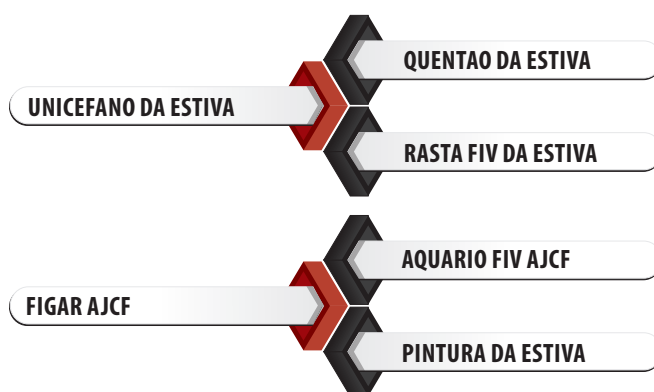 QUENTAO DA ESTIVA
UNICEFANO DA ESTIVA
RASTA FIV DA ESTIVA
AQUARIO FIV AJCF
FIGAR AJCF
PINTURA DA ESTIVA